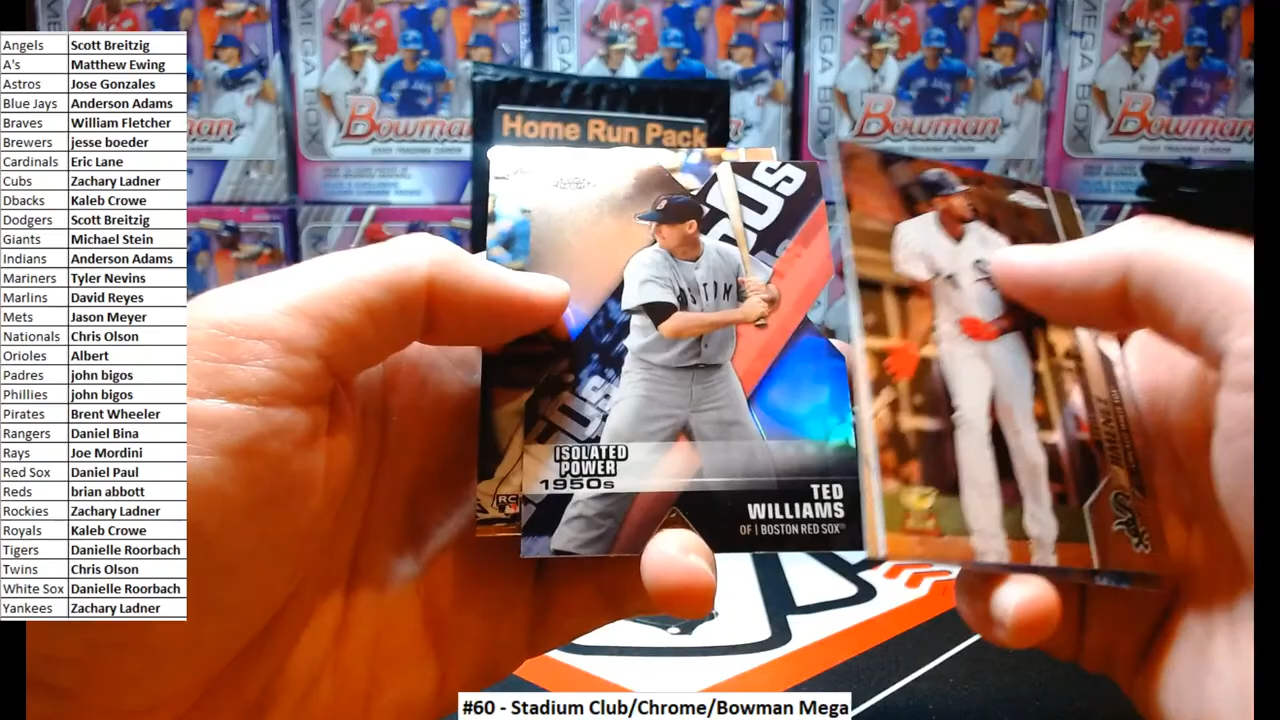 Angels Scott Breitzig
A's Matthew Ewing
Astros Jose Gonzales
Blue Jays Anderson Adams
Braves William Fletcher
Brewers jesse boeder
Cardinals Eric Lane
Cubs Zachary Ladner
Dbacks Kaleb Crowe
Dodgers Scott Breitzig
Giants Michael Stein
Indians Anderson Adams
Mariners Tyler Nevins
Marlins David Reyes
Mets Jason Meyer
Nationals Chris Olson
Orioles Albert
Padres john bigos
Phillies john bigos
Pirates Brent Wheeler
Rangers Daniel Bina
Rays Joe Mordini
Red Sox Daniel Paul
Reds brian abbott
Rockies Zachary Ladner
Royals Kaleb Crowe
Tigers Danielle Roorbach
Twins Chris Olson
White Sox Danielle Roorbach
Yankees Zachary Ladner
MEGA BOX
Bowman
Bowman
Bowman
Home Run Pack
BOSTON
ISOLATED
POWER
1950s
TED
WILLIAMS
OF | BOSTON RED SOX®
RC
#60 - Stadium Club/Chrome/Bowman Mega